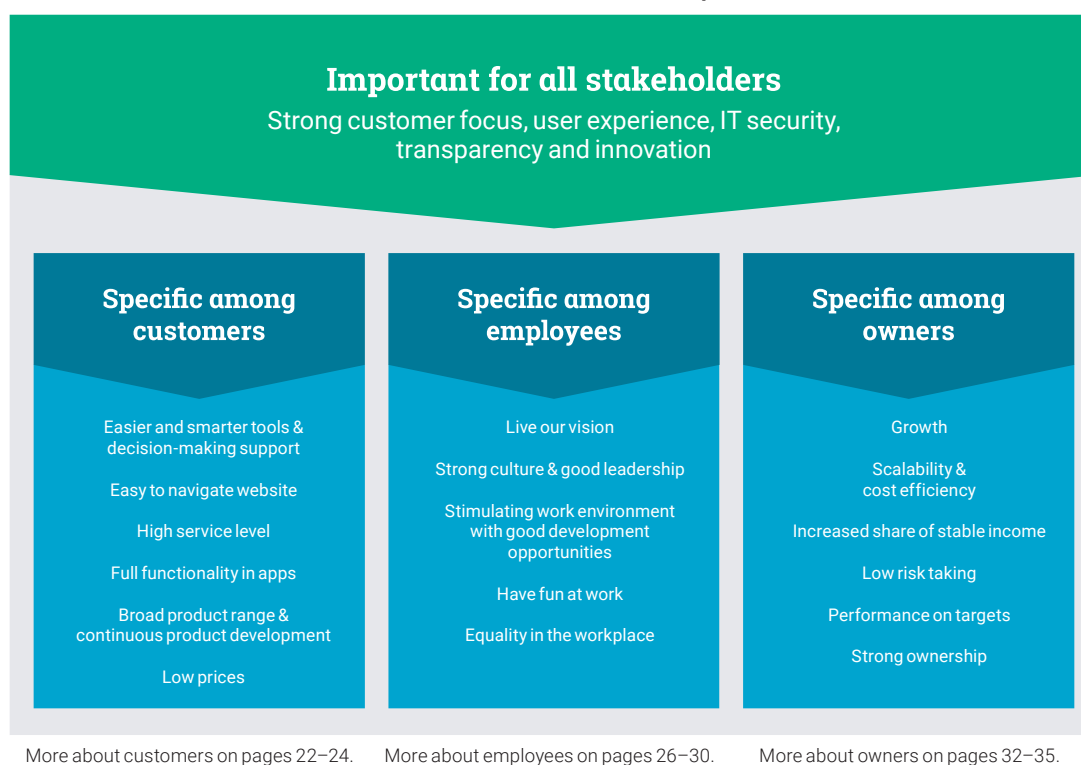 Important for all stakeholders
Strong customer focus, user experience, IT security,
transparency and innovation
Specific among
customers
Easier and smarter tools &
decision-making support
Easy to navigate website
High service level
Full functionality in apps
Broad product range &
continuous product development
Low prices
Specific among
employees
Live our vision
Strong culture & good leadership
Stimulating work environment
with good development
opportunities
Have fun at work
Equality in the workplace
Specific among
owners
Growth
Scalability &
cost efficiency
Increased share of stable income
Low risk taking
Performance on targets
Strong ownership
More about customers on pages 22–24.
More about employees on pages 26–30.
More about owners on pages 32–35.